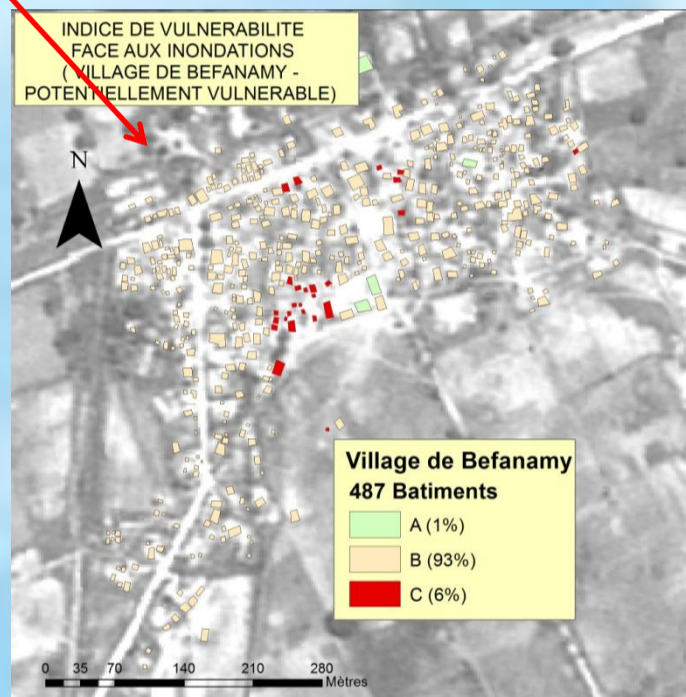 INDICE DE VULNERABILITE
FACE AUX INONDATIONS
( VILLAGE DE BEFANAMY -
POTENTIELLEMENT VULNERABLE)
N
Village de Befanamy
487 Batiments
A (1%)
B (93%)
C (6%)
0 35 70 140 210 280
Mètres